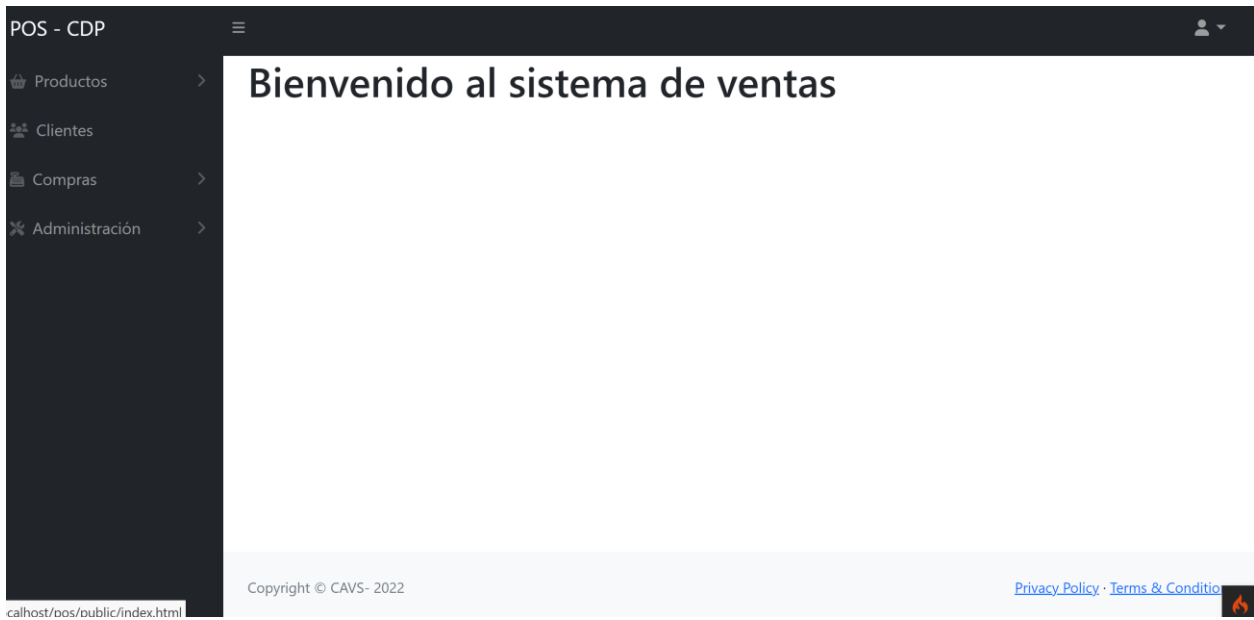 POS - CDP
Productos
Clientes
Compras
Administración
Bienvenido al sistema de ventas
Copyright © CAVS- 2022
Privacy Policy · Terms &
calhost/pos/public/index.html